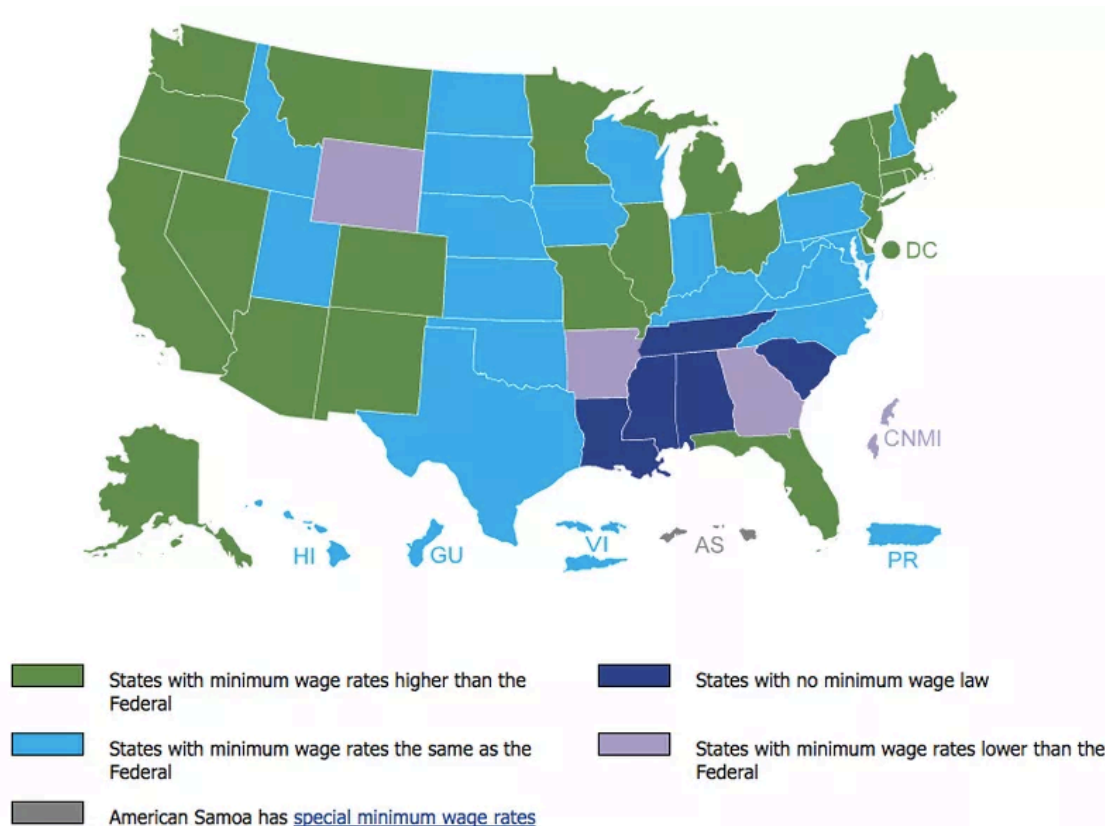 DC
CNMI
HI
GU
VI
AS
PR
States with minimum wage rates higher than the
Federal
States with no minimum wage law
States with minimum wage rates the same as the
Federal
States with minimum wage rates lower than the
Federal
American Samoa has special minimum wage rates